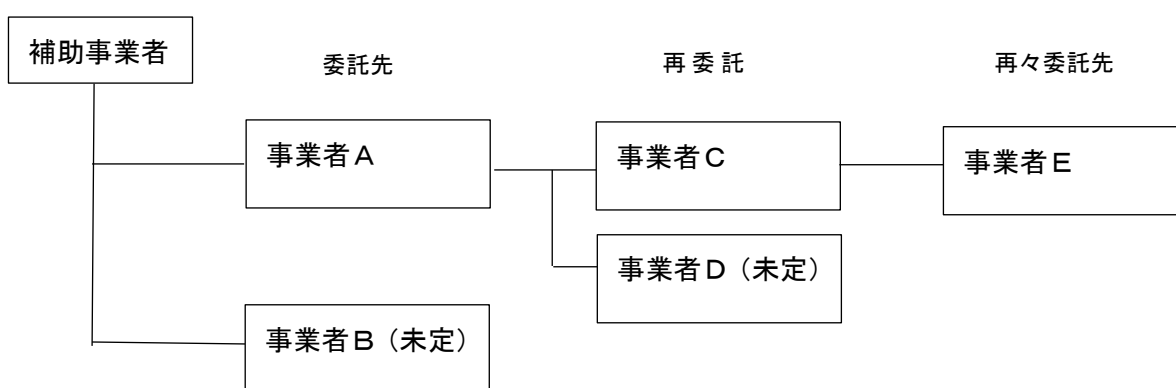 補助事業者
委託先
再委託
再々委託先
事業者A
事業者C
事業者E
事業者D（未定）
事業者B（未定）